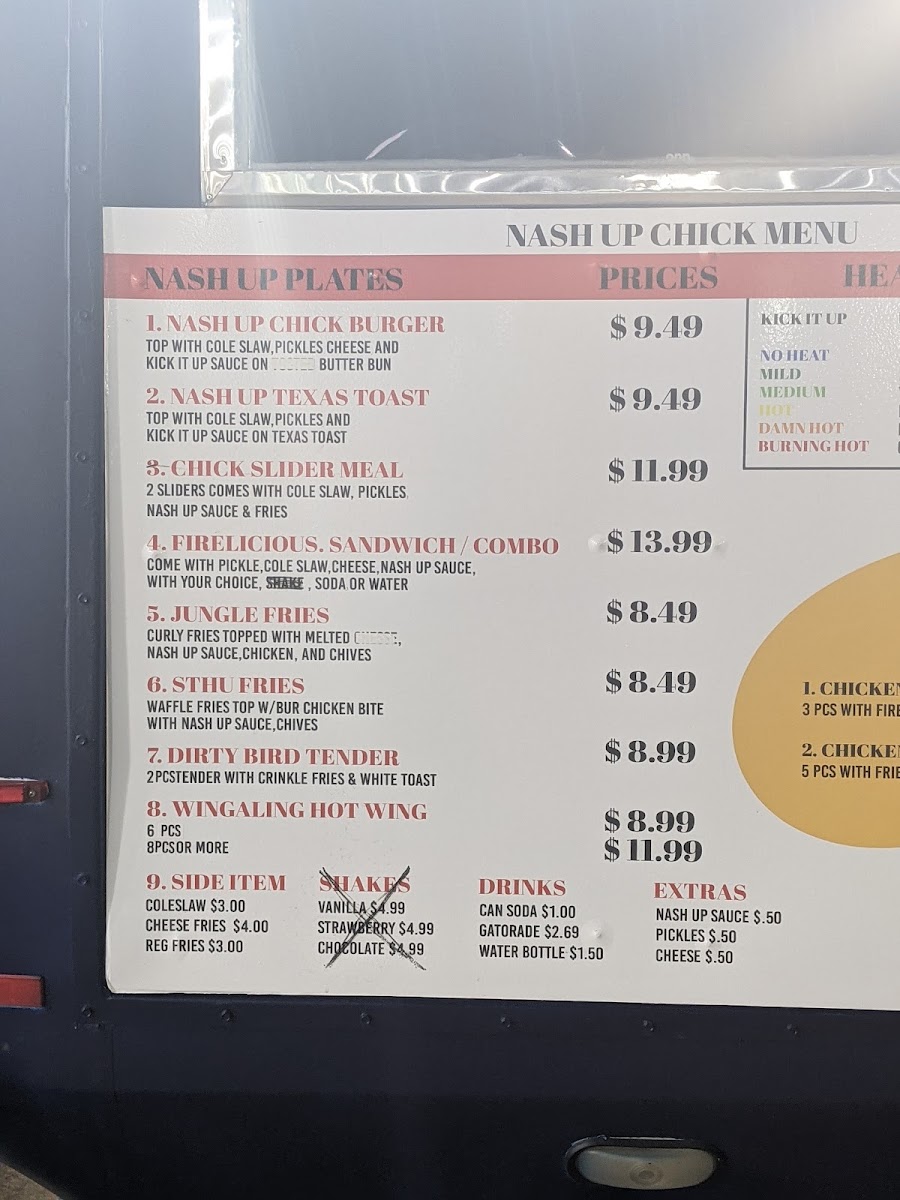 NASH UP CHICK MENU
NASH UP PLATES PRICES HEA
1. NASH UP CHICK BURGER $9.49
TOP WITH COLE SLAW,PICKLES CHEESE AND
KICK IT UP SAUCE ON BUTTER BUN
2. NASH UP TEXAS TOAST $9.49
TOP WITH COLE SLAW,PICKLES AND
KICK IT UP SAUCE ON TEXAS TOAST
3. CHICK SLIDER MEAL $11.99
2 SLIDERS COMES WITH COLE SLAW, PICKLES,
NASH UP SAUCE & FRIES
4. FIRELICIOUS. SANDWICH / COMBO $13.99
COME WITH PICKLE,COLE SLAW,CHEESE,NASH UP SAUCE,
WITH YOUR CHOICE, SHAKE , SODA OR WATER
5. JUNGLE FRIES $8.49
CURLY FRIES TOPPED WITH MELTED CHEESE,
NASH UP SAUCE,CHICKEN, AND CHIVES
6. STHU FRIES $8.49
WAFFLE FRIES TOP W/BUR CHICKEN BITE
WITH NASH UP SAUCE,CHIVES
7. DIRTY BIRD TENDER $8.99
2PCSTENDER WITH CRINKLE FRIES & WHITE TOAST
8. WINGALING HOT WING
6 PCS $8.99
8PCSOR MORE $11.99
9. SIDE ITEM
COLESLAW $3.00
CHEESE FRIES $4.00
REG FRIES $3.00
SHAKES
VANILLA $4.99
STRAWBERRY $4.99
CHOCOLATE $4.99
DRINKS
CAN SODA $1.00
GATORADE $2.69
WATER BOTTLE $1.50
EXTRAS
NASH UP SAUCE $.50
PICKLES $.50
CHEESE $.50
KICK IT UP
NO HEAT
MILD
MEDIUM
HOT
DAMN HOT
BURNING HOT
1. CHICKEN
3 PCS WITH FIRE
2. CHICKEN
5 PCS WITH FRIE